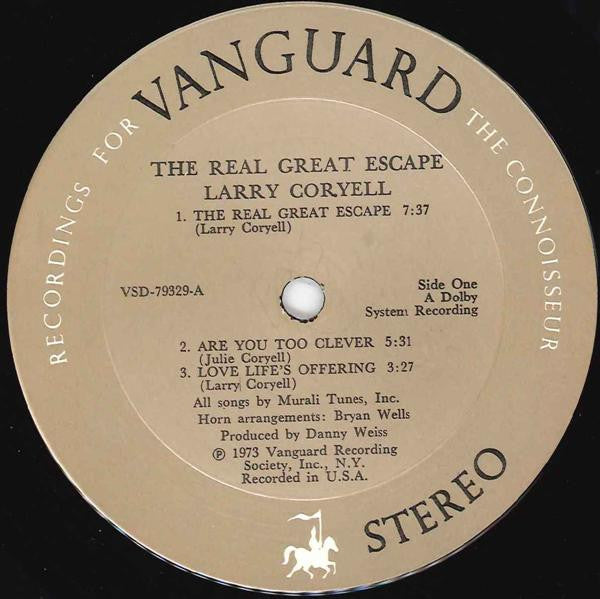 VANGUARD
RECORDINGS FOR THE CONNOISSEUR
THE REAL GREAT ESCAPE
LARRY CORYELL
1. THE REAL GREAT ESCAPE 7:37
(Larry Coryell)
VSD-79329-A
Side One
A Dolby
System Recording
2. ARE YOU TOO CLEVER 5:31
(Julie Coryell)
3. LOVE LIFE'S OFFERING 3:27
(Larry Coryell)
All songs by Murali Tunes, Inc.
Horn arrangements: Bryan Wells
Produced by Danny Weiss
℗ 1973 Vanguard Recording
Society, Inc., N.Y.
Recorded in U.S.A.
STEREO